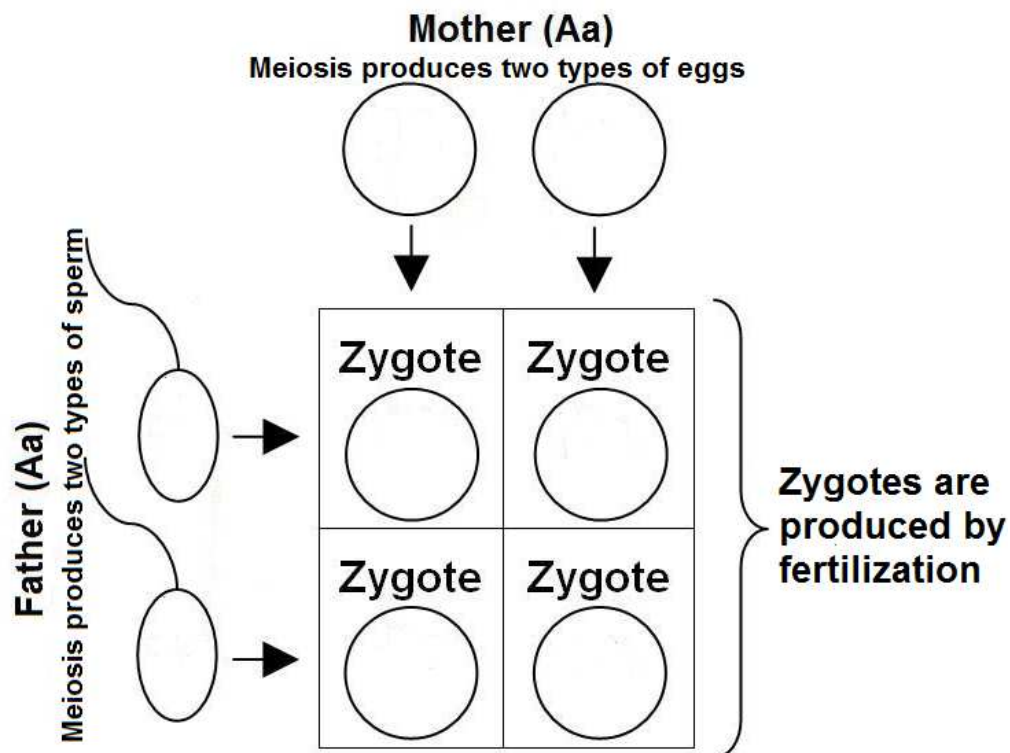 Mother (Aa)
Meiosis produces two types of eggs
Father (Aa)
Meiosis produces two types of sperm
Zygote
Zygote
Zygote
Zygote
Zygotes are
produced by
fertilization